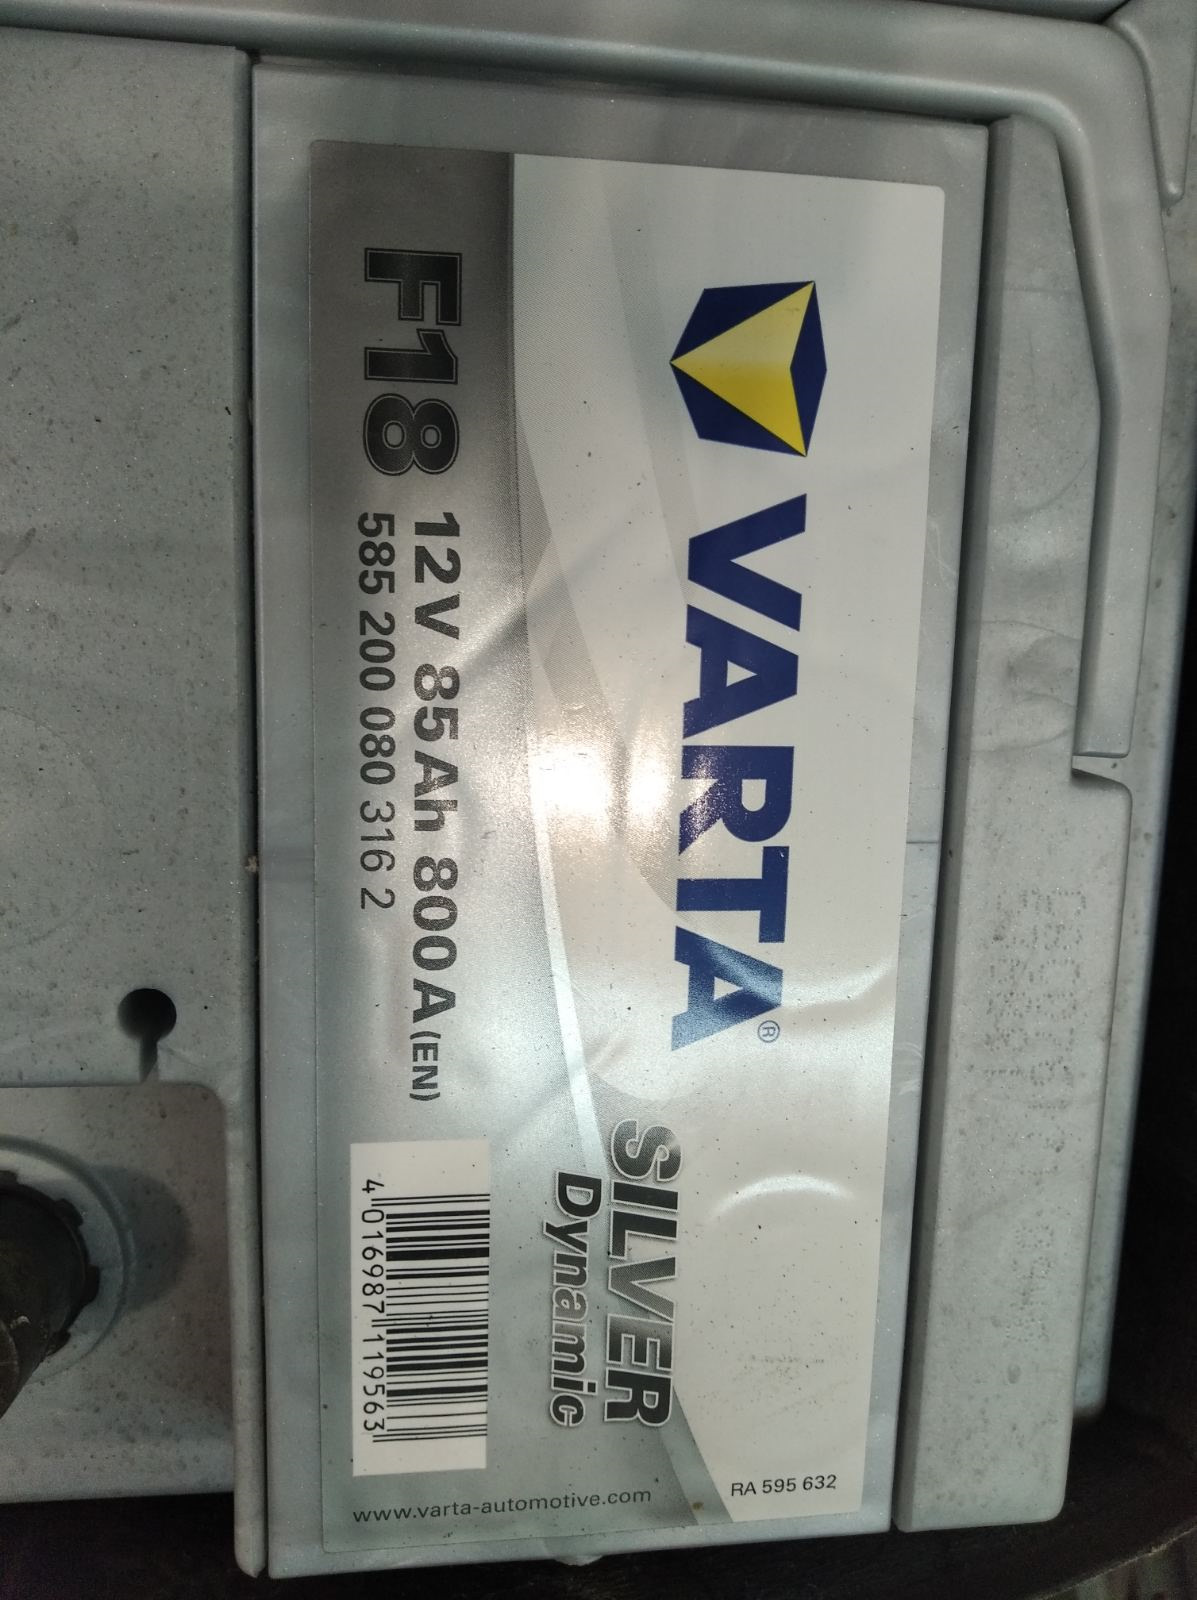 VARTA®
SILVER
Dynamic
F18
12V 85Ah 800A(EN)
585 200 080 316 2
4 016987 119563
RA 595 632
www.varta-automotive.com